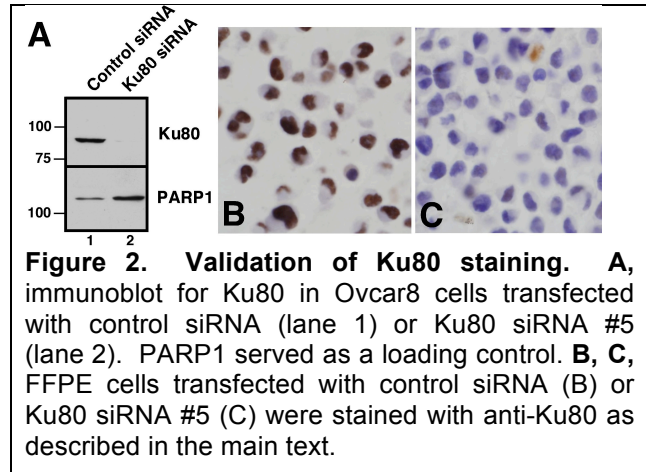 A
Control siRNA
Ku80 siRNA
100
Ku80
75
PARP1
100
1 2
B
C
Figure 2. Validation of Ku80 staining. A,
immunoblot for Ku80 in Ovcar8 cells transfected
with control siRNA (lane 1) or Ku80 siRNA #5
(lane 2). PARP1 served as a loading control. B, C,
FFPE cells transfected with control siRNA (B) or
Ku80 siRNA #5 (C) were stained with anti-Ku80 as
described in the main text.